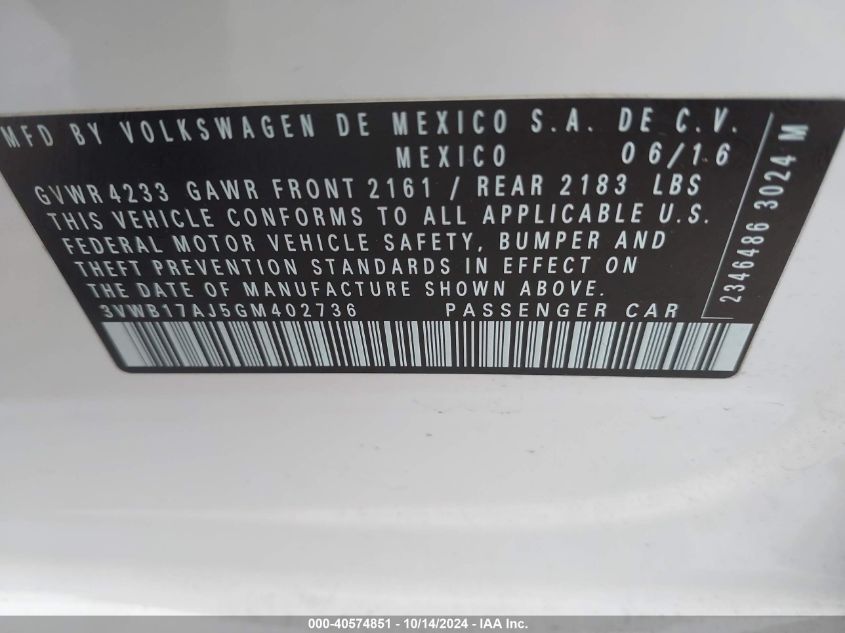 MFD BY VOLKSWAGEN DE MEXICO S.A. DE C.V.
MEXICO 06/16
GVWR 4233 GAWR FRONT 2161 / REAR 2183 LBS
THIS VEHICLE CONFORMS TO ALL APPLICABLE U.S.
FEDERAL MOTOR VEHICLE SAFETY, BUMPER AND
THEFT PREVENTION STANDARDS IN EFFECT ON
THE DATE OF MANUFACTURE SHOWN ABOVE.
3VWB17AJ5GM402736 PASSENGER CAR
2346486 3024 M
000-40574851 - 10/14/2024 - IAA Inc.